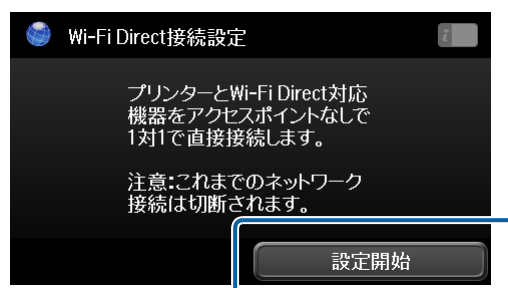 Wi-Fi Direct接続設定
プリンターとWi-Fi Direct対応
機器をアクセスポイントなしで
1対1で直接接続します。
注意:これまでのネットワーク
接続は切断されます。
設定開始